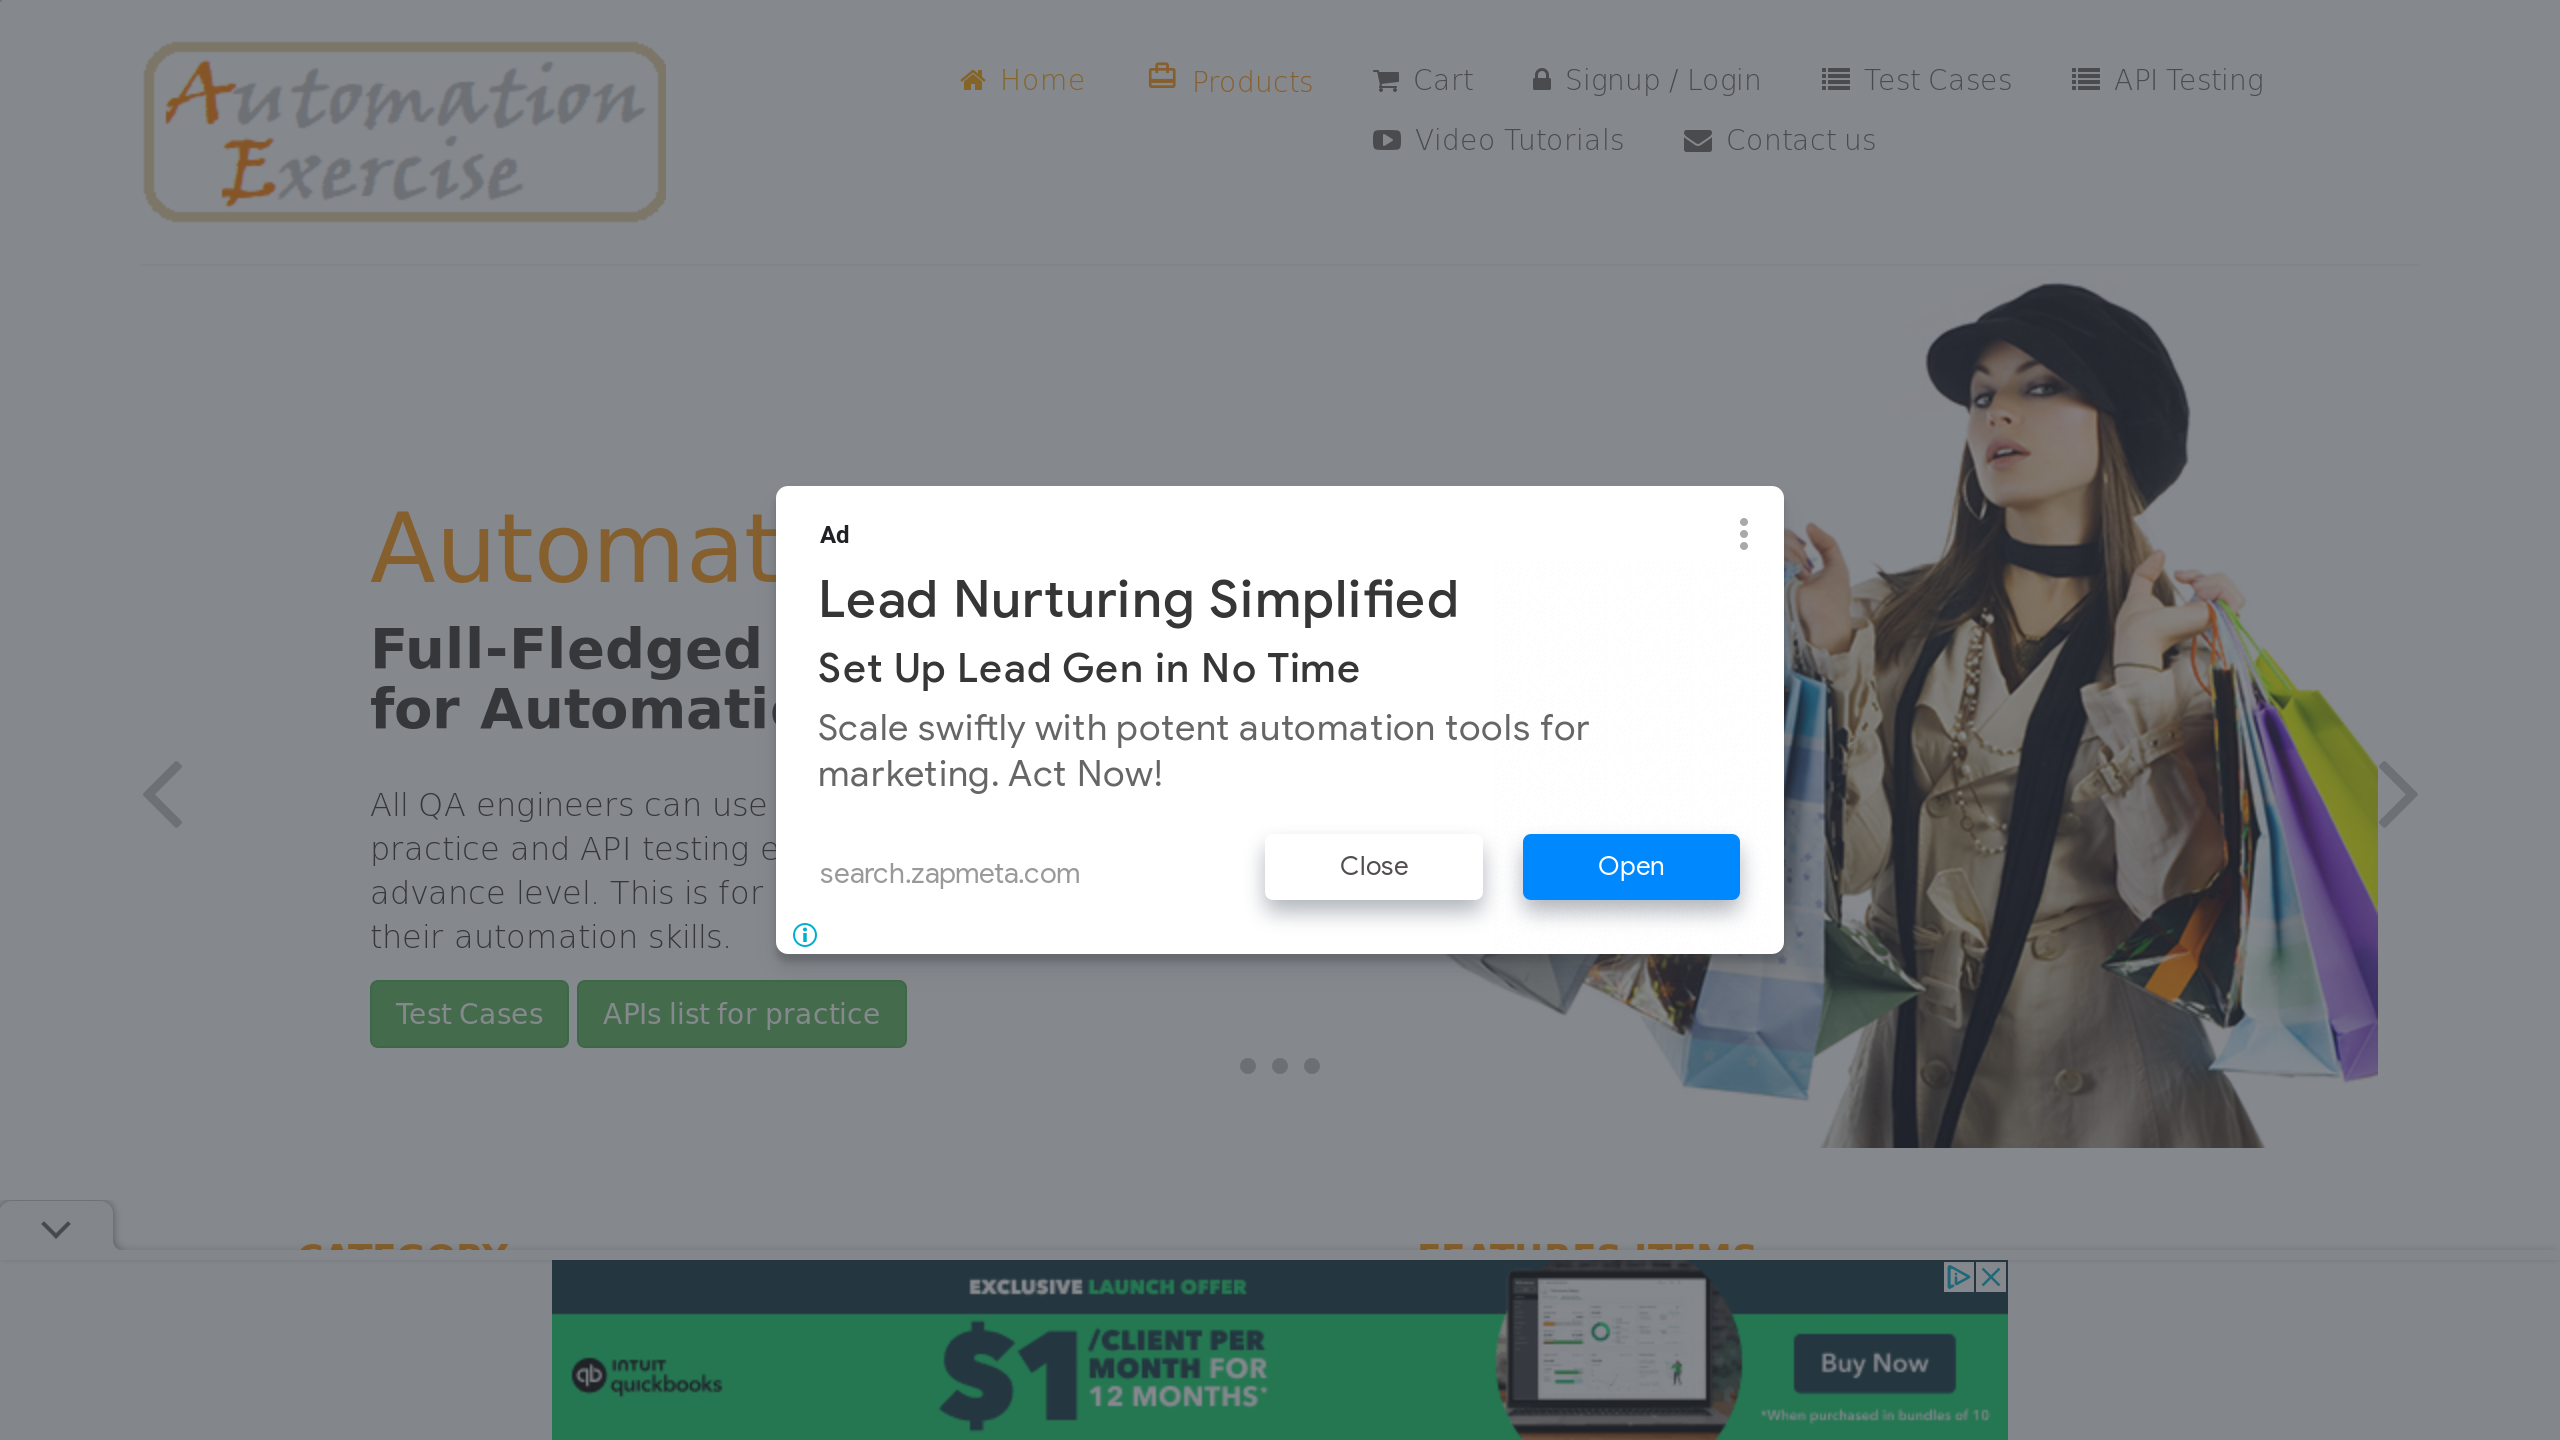 Automation
Exercise
Home
Products
Cart
Signup / Login
Test Cases
API Testing
Video Tutorials
Contact us
Automat
Full-Fledged
for Automati
All QA engineers can use
practice and API testing e
advance level. This is for
their automation skills.
Test Cases
APIs list for practice
Ad
Lead Nurturing Simplified
Set Up Lead Gen in No Time
Scale swiftly with potent automation tools for
marketing. Act Now!
search.zapmeta.com
Close
Open
CATEGORY
FEATURES ITEMS
EXCLUSIVE LAUNCH OFFER
INTUIT
quickbooks
$1 /CLIENT PER
MONTH FOR
12 MONTHS*
Buy Now
*When purchased in bundles of 10